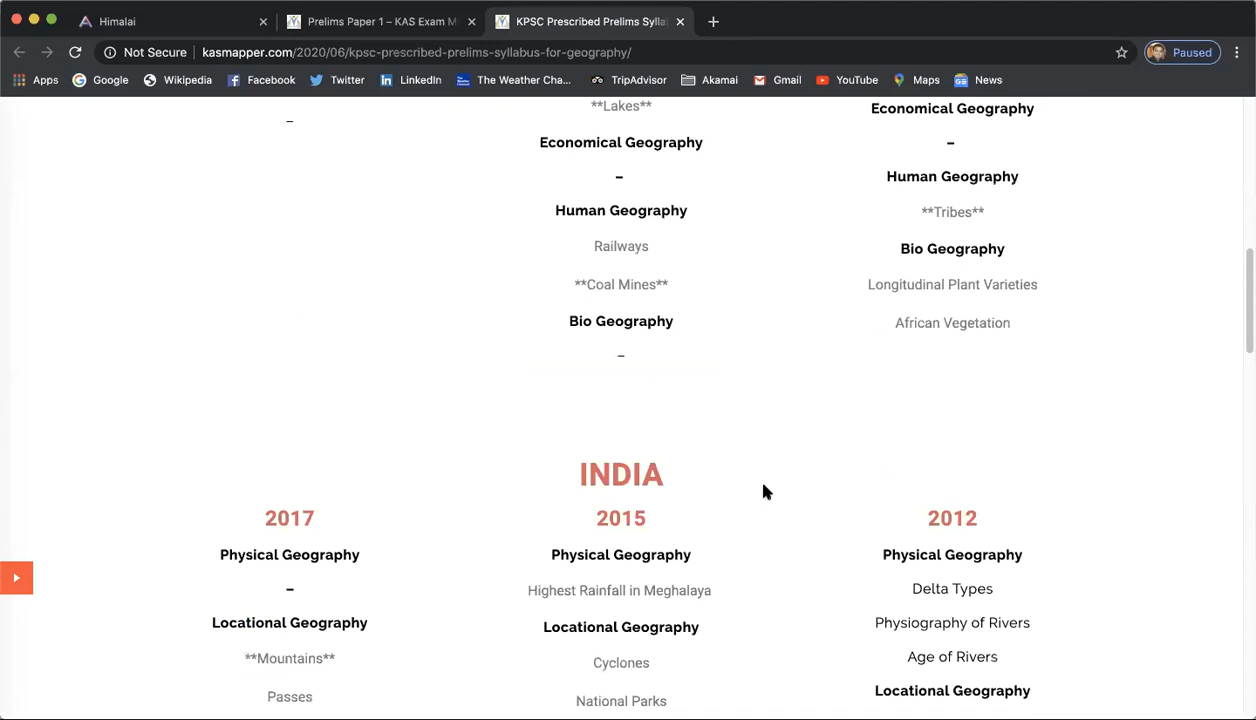 Himalai
Prelims Paper 1 – KAS Exam M
KPSC Prescribed Prelims Sylla
Not Secure
kasmapper.com/2020/06/kpsc-prescribed-prelims-syllabus-for-geography/
Paused
Apps
Google
Wikipedia
Facebook
Twitter
LinkedIn
The Weather Cha...
TripAdvisor
Akamai
Gmail
YouTube
Maps
News
–
**Lakes**
Economical Geography
–
Human Geography
Railways
**Coal Mines**
Bio Geography
–
Economical Geography
–
Human Geography
**Tribes**
Bio Geography
Longitudinal Plant Varieties
African Vegetation
INDIA
2017
Physical Geography
–
Locational Geography
**Mountains**
Passes
2015
Physical Geography
Highest Rainfall in Meghalaya
Locational Geography
Cyclones
National Parks
2012
Physical Geography
Delta Types
Physiography of Rivers
Age of Rivers
Locational Geography